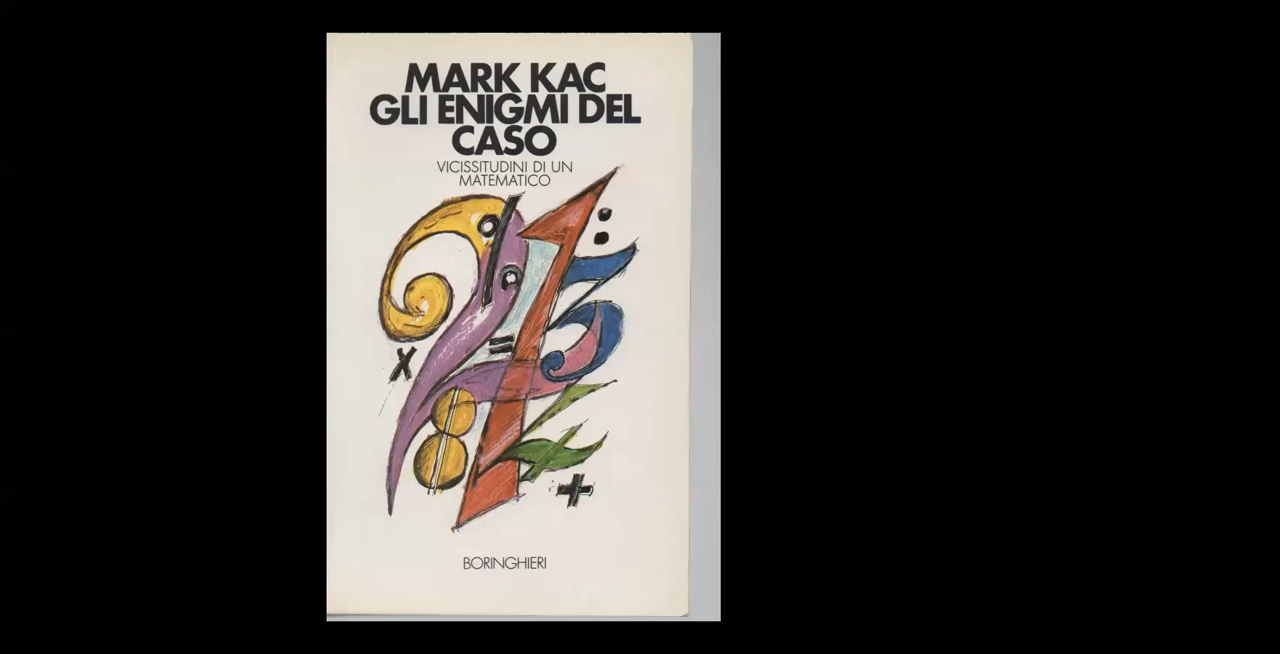 MARK KAC
GLI ENIGMI DEL
CASO
VICISSITUDINI DI UN
MATEMATICO
BORINGHIERI